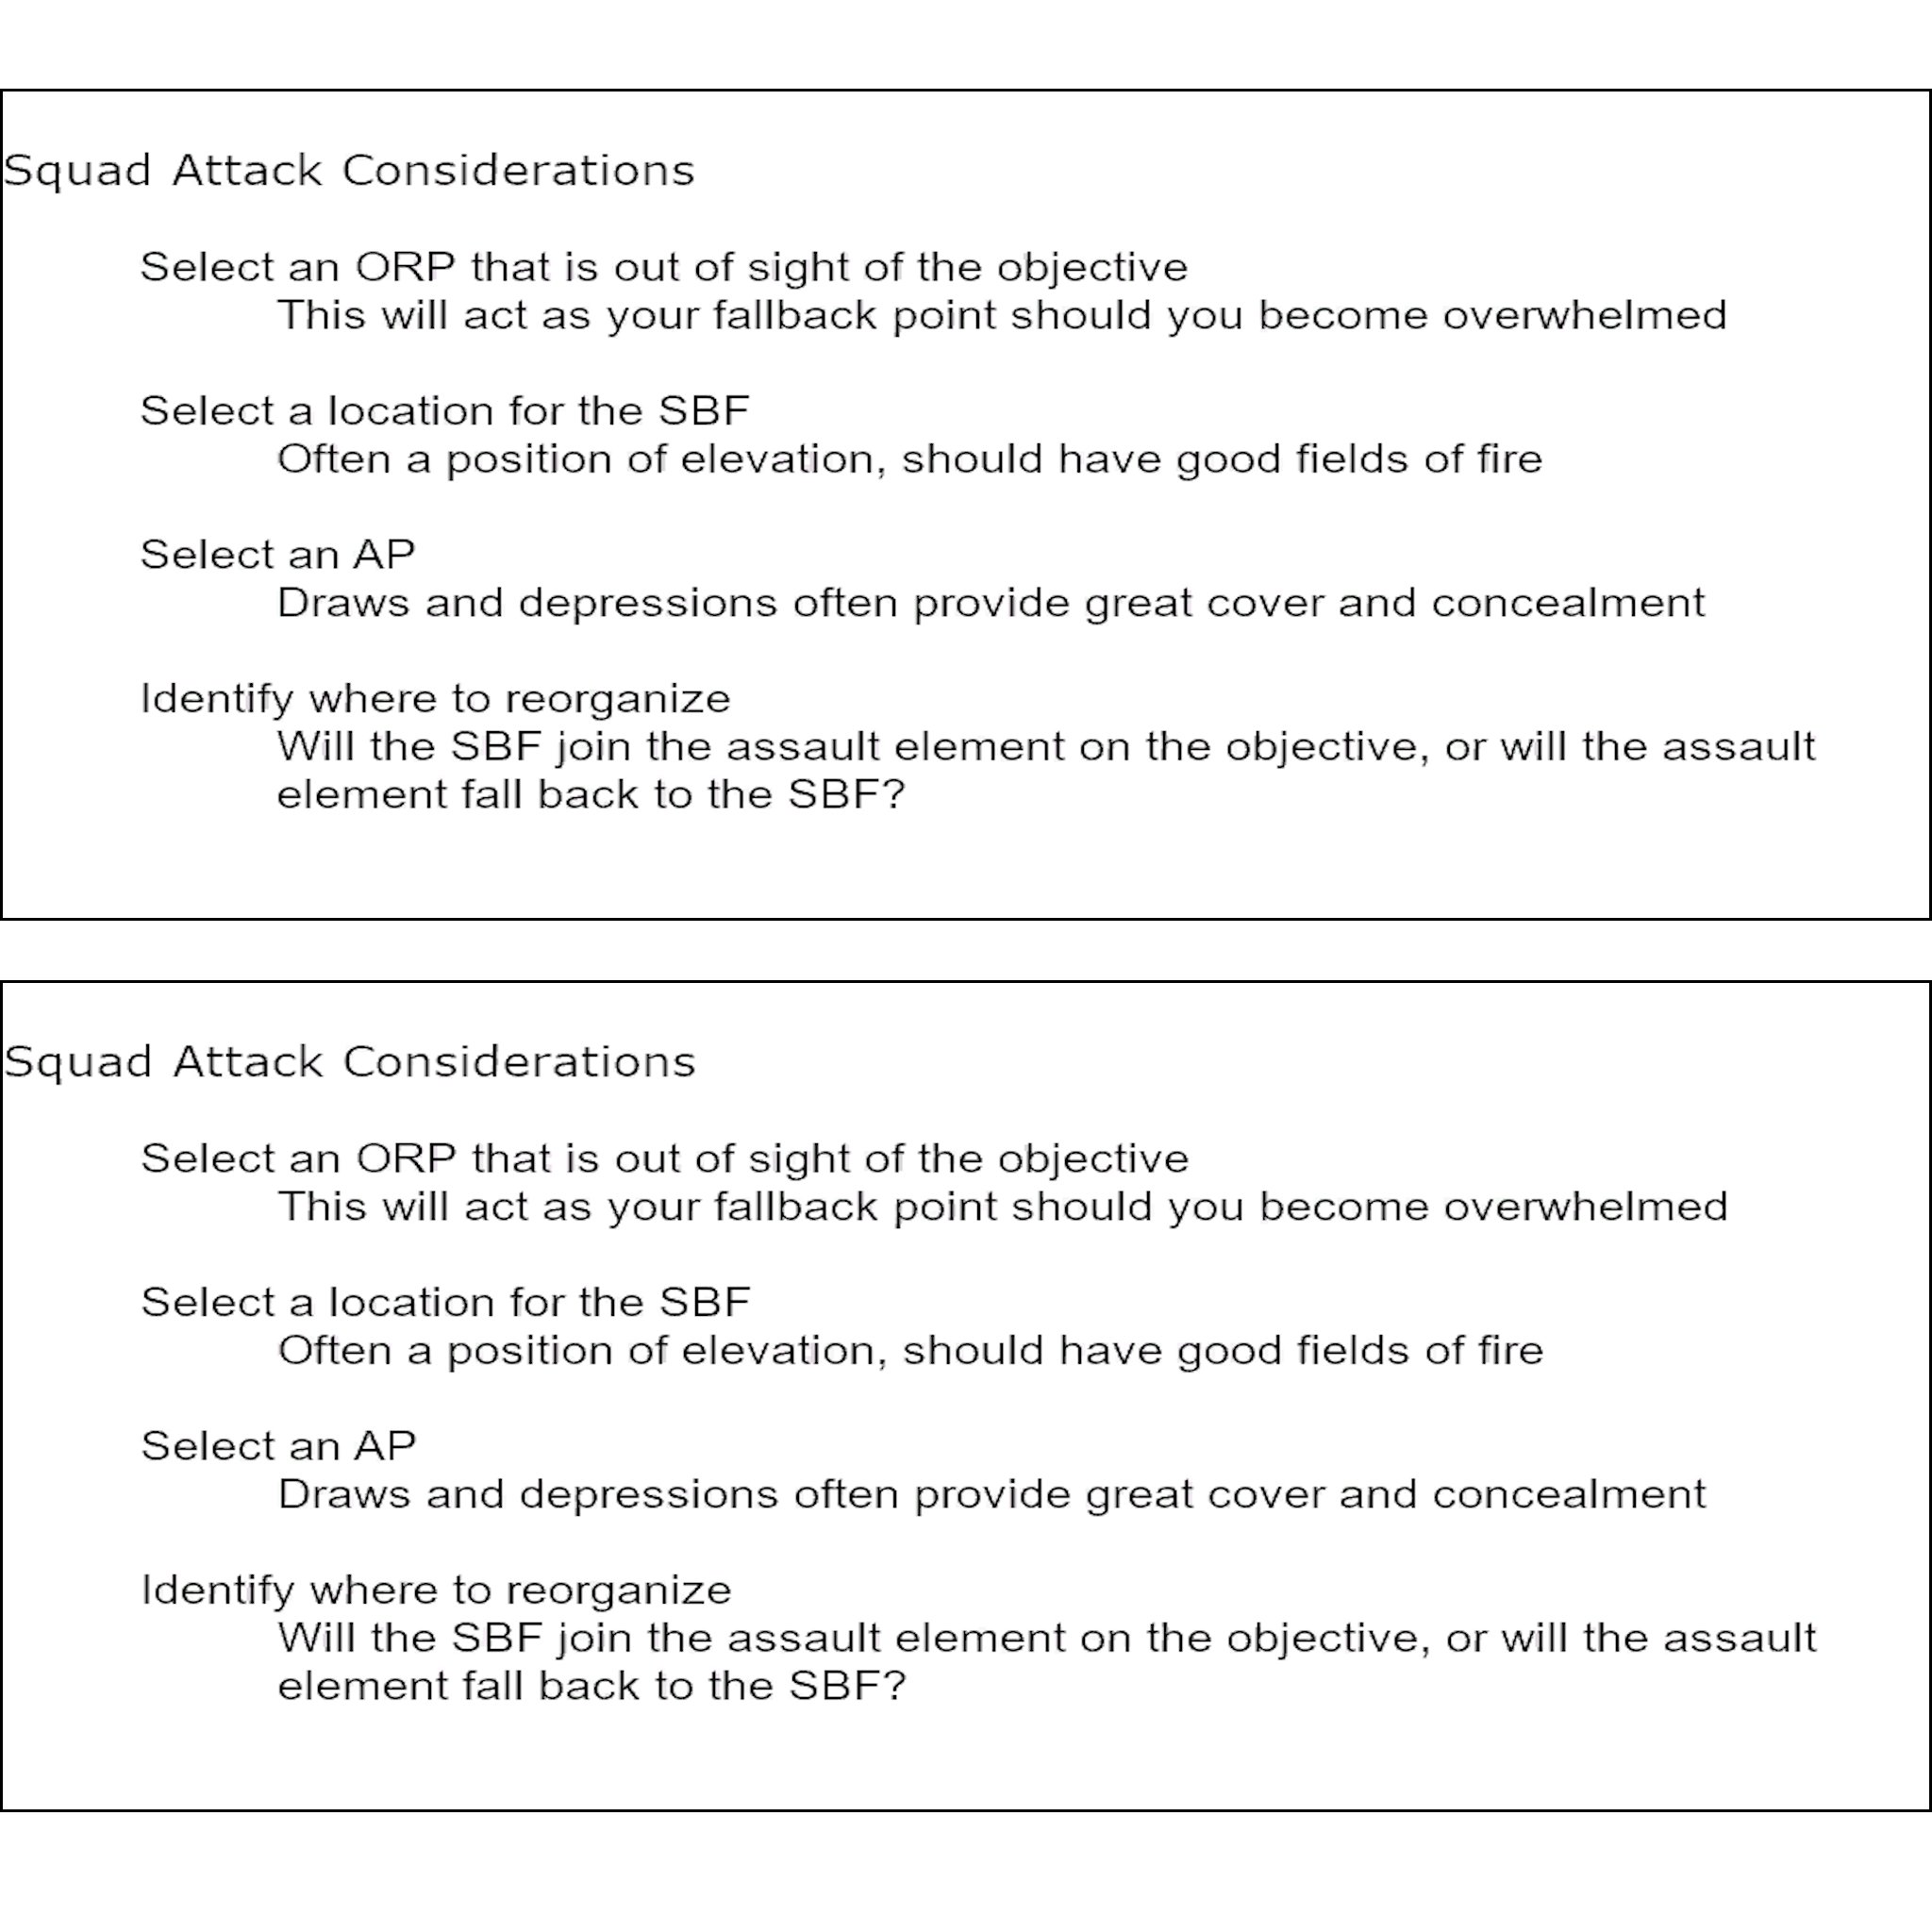 Squad Attack Considerations
Select an ORP that is out of sight of the objective
This will act as your fallback point should you become overwhelmed
Select a location for the SBF
Often a position of elevation, should have good fields of fire
Select an AP
Draws and depressions often provide great cover and concealment
Identify where to reorganize
Will the SBF join the assault element on the objective, or will the assault
element fall back to the SBF?
Squad Attack Considerations
Select an ORP that is out of sight of the objective
This will act as your fallback point should you become overwhelmed
Select a location for the SBF
Often a position of elevation, should have good fields of fire
Select an AP
Draws and depressions often provide great cover and concealment
Identify where to reorganize
Will the SBF join the assault element on the objective, or will the assault
element fall back to the SBF?